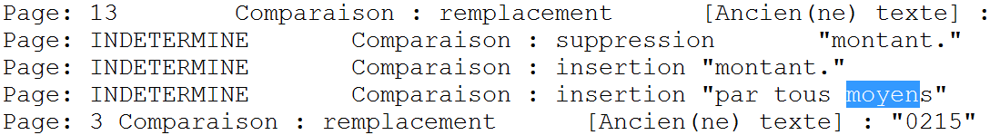 Page: 13 Comparaison : remplacement [Ancien(ne) texte] :
Page: INDETERMINE Comparaison : suppression "montant."
Page: INDETERMINE Comparaison : insertion "montant."
Page: INDETERMINE Comparaison : insertion "par tous moyens"
Page: 3 Comparaison : remplacement [Ancien(ne) texte] : "0215"